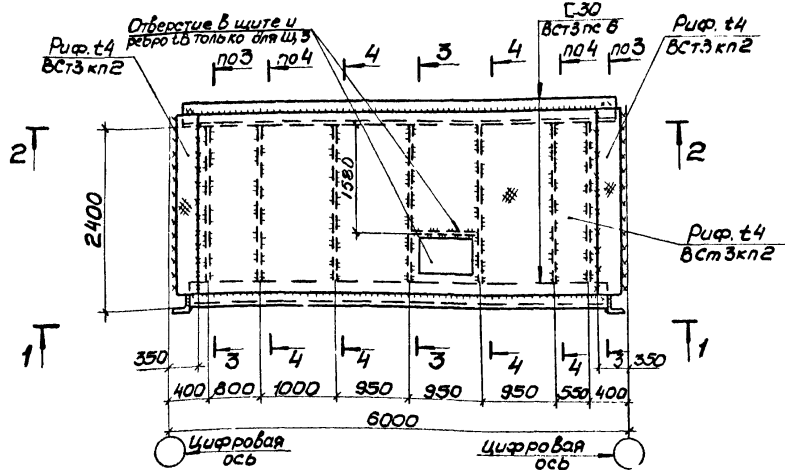 Отверстие в щите и
ребро t8 только для Щ3
Риф. t4
ВСт3кп2
по3
по4
4
3
4
по4
по3
[30
ВСт3пс6
Риф. t4
ВСт3кп2
2
2
1580
2400
Риф. t4
ВСт3кп2
1
1
3
4
4
3
4
4
3
350
350
400
800
1000
950
950
950
550
400
6000
Цифровая
ось
Цифровая
ось